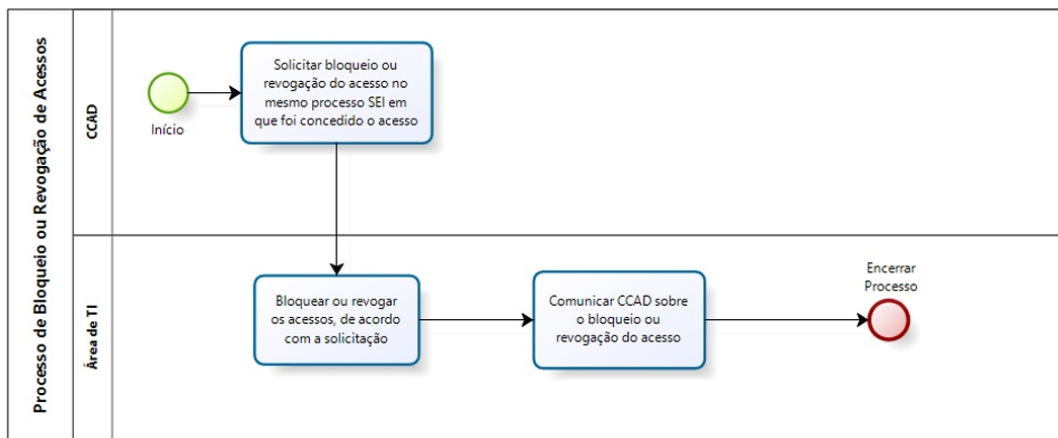 Processo de Bloqueio ou Revogação de Acessos
CCAD
Início
Solicitar bloqueio ou
revogação do acesso no
mesmo processo SEI em
que foi concedido o acesso
Área de TI
Bloquear ou revogar
os acessos, de acordo
com a solicitação
Comunicar CCAD sobre
o bloqueio ou
revogação do acesso
Encerrar
Processo